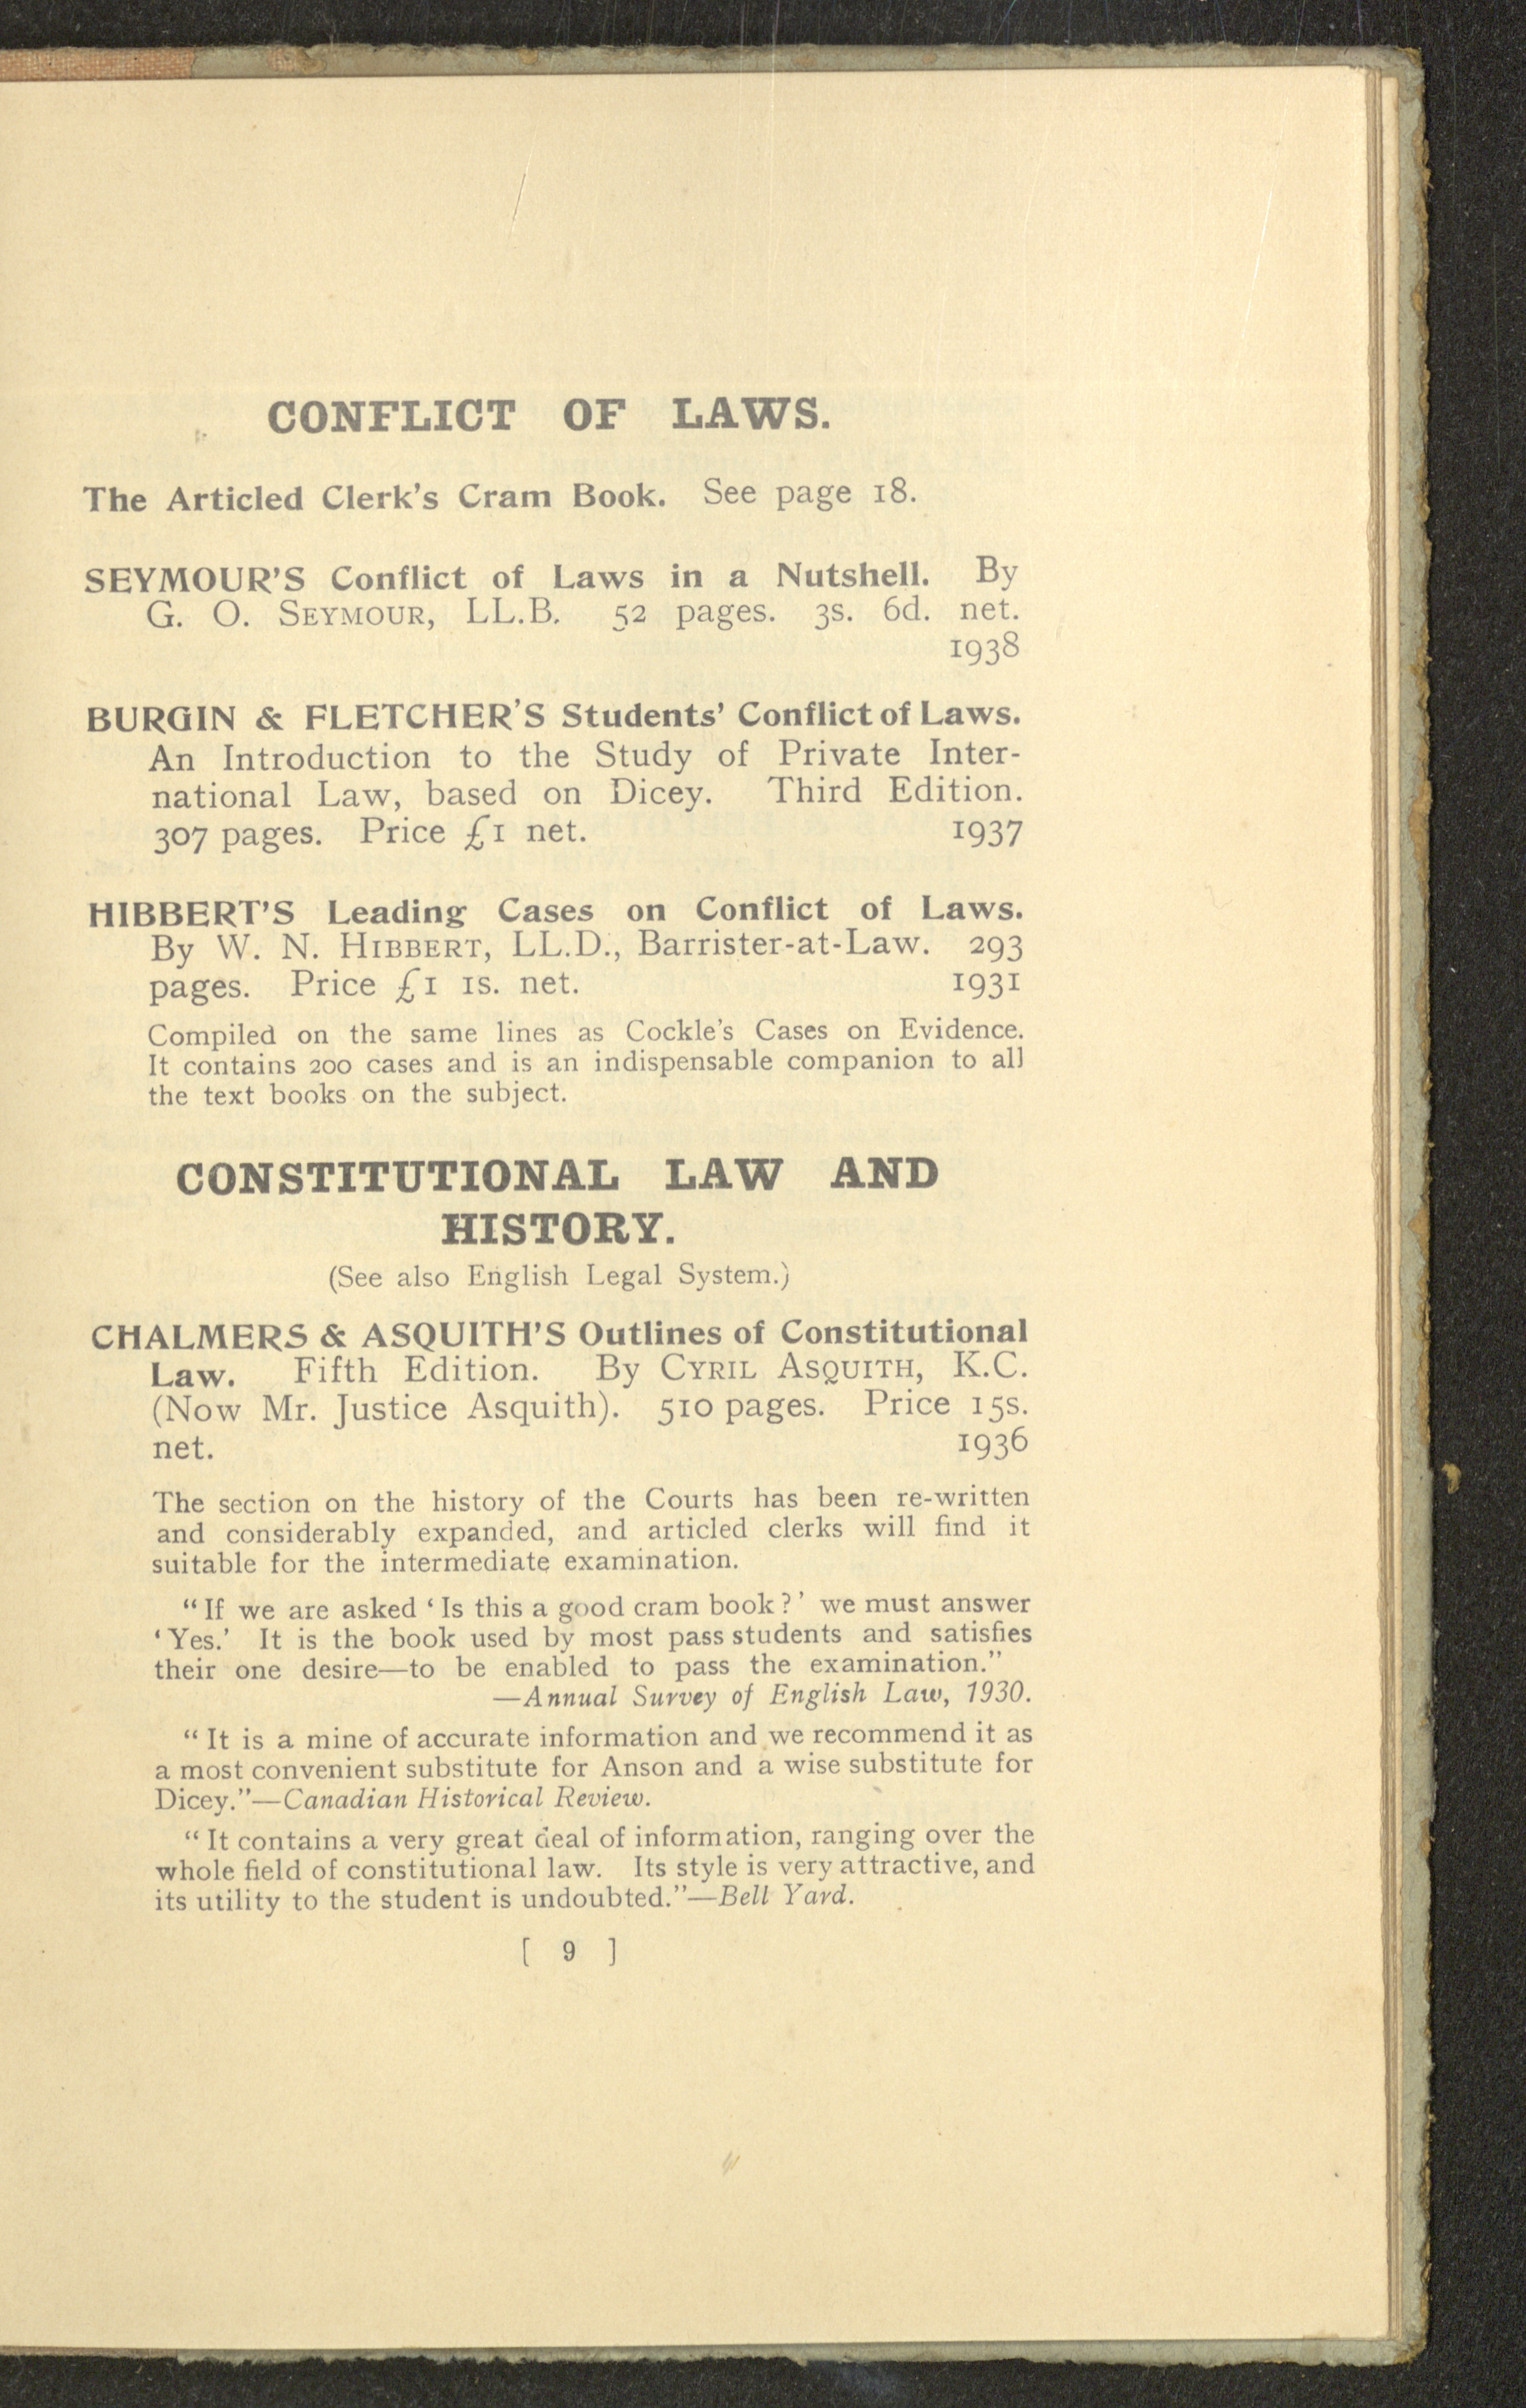 CONFLICT OF LAWS.
The Articled Clerk's Cram Book. See page 18.
SEYMOUR'S Conflict of Laws in a Nutshell. By
G. O. SEYMOUR, LL.B. 52 pages. 3s. 6d. net.
1938
BURGIN & FLETCHER'S Students' Conflict of Laws.
An Introduction to the Study of Private Inter-
national Law, based on Dicey. Third Edition.
307 pages. Price £1 net. 1937
HIBBERT'S Leading Cases on Conflict of Laws.
By W. N. HIBBERT, LL.D., Barrister-at-Law. 293
pages. Price £1 1s. net. 1931
Compiled on the same lines as Cockle's Cases on Evidence.
It contains 200 cases and is an indispensable companion to all
the text books on the subject.
CONSTITUTIONAL LAW AND
HISTORY.
(See also English Legal System.)
CHALMERS & ASQUITH'S Outlines of Constitutional
Law. Fifth Edition. By CYRIL ASQUITH, K.C.
(Now Mr. Justice Asquith). 510 pages. Price 15s.
net. 1936
The section on the history of the Courts has been re-written
and considerably expanded, and articled clerks will find it
suitable for the intermediate examination.
"If we are asked 'Is this a good cram book?' we must answer
'Yes.' It is the book used by most pass students and satisfies
their one desire—to be enabled to pass the examination."
—Annual Survey of English Law, 1930.
"It is a mine of accurate information and we recommend it as
a most convenient substitute for Anson and a wise substitute for
Dicey."—Canadian Historical Review.
"It contains a very great deal of information, ranging over the
whole field of constitutional law. Its style is very attractive, and
its utility to the student is undoubted."—Bell Yard.
[ 9 ]